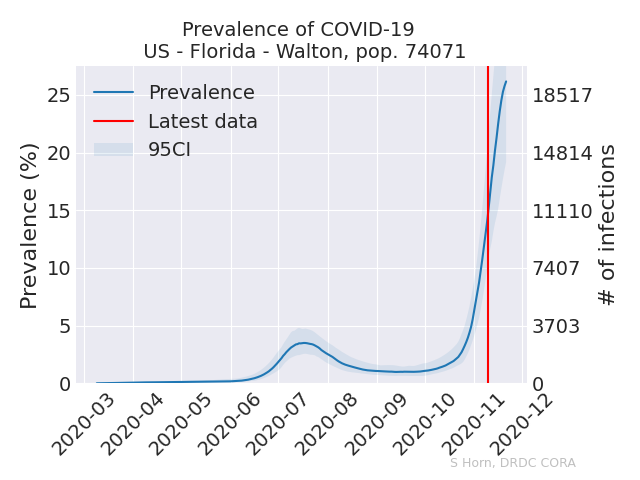 Prevalence of COVID-19
US - Florida - Walton, pop. 74071
Prevalence
Latest data
95CI
Prevalence (%)
25
20
15
10
5
0
18517
14814
11110
7407
3703
0
# of infections
2020-03
2020-04
2020-05
2020-06
2020-07
2020-08
2020-09
2020-10
2020-11
2020-12
S Horn, DRDC CORA